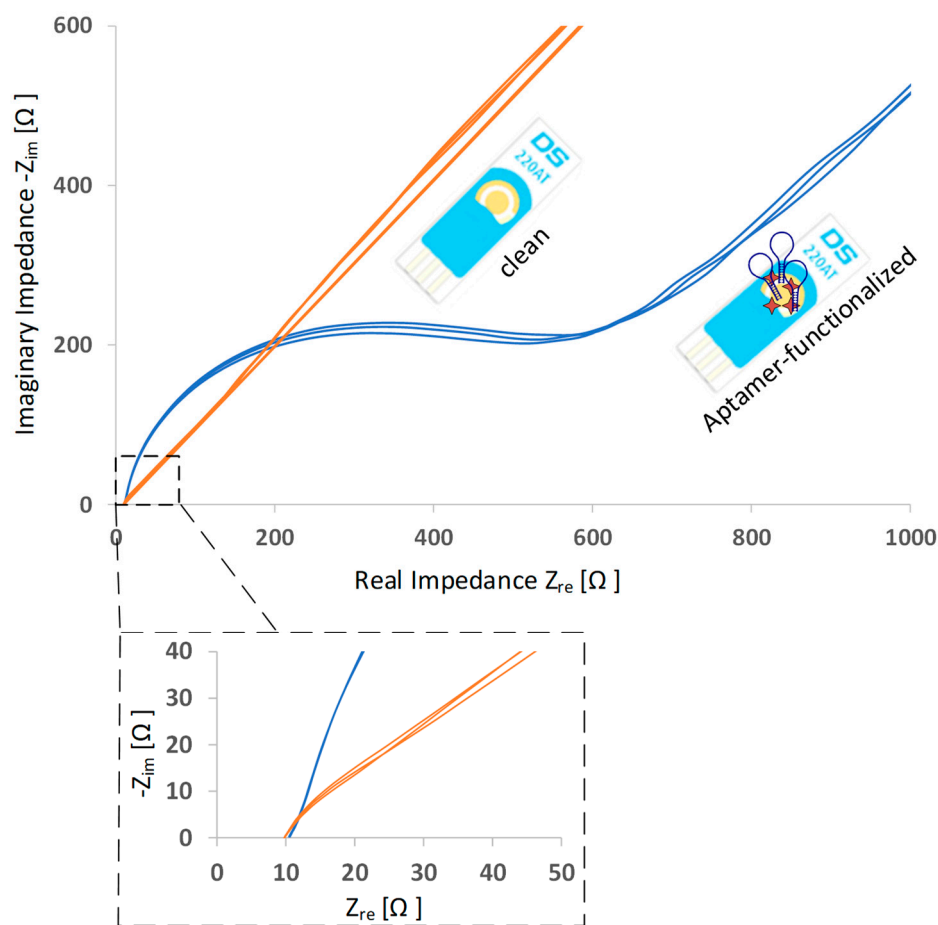 Imaginary Impedance -Zim [Ω ]
600
400
200
0
0 200 400 600 800 1000
Real Impedance Zre [Ω ]
DS
220AT
clean
DS
220AT
Aptamer-functionalized
-Zim [Ω ]
40
30
20
10
0
0 10 20 30 40 50
Zre [Ω ]